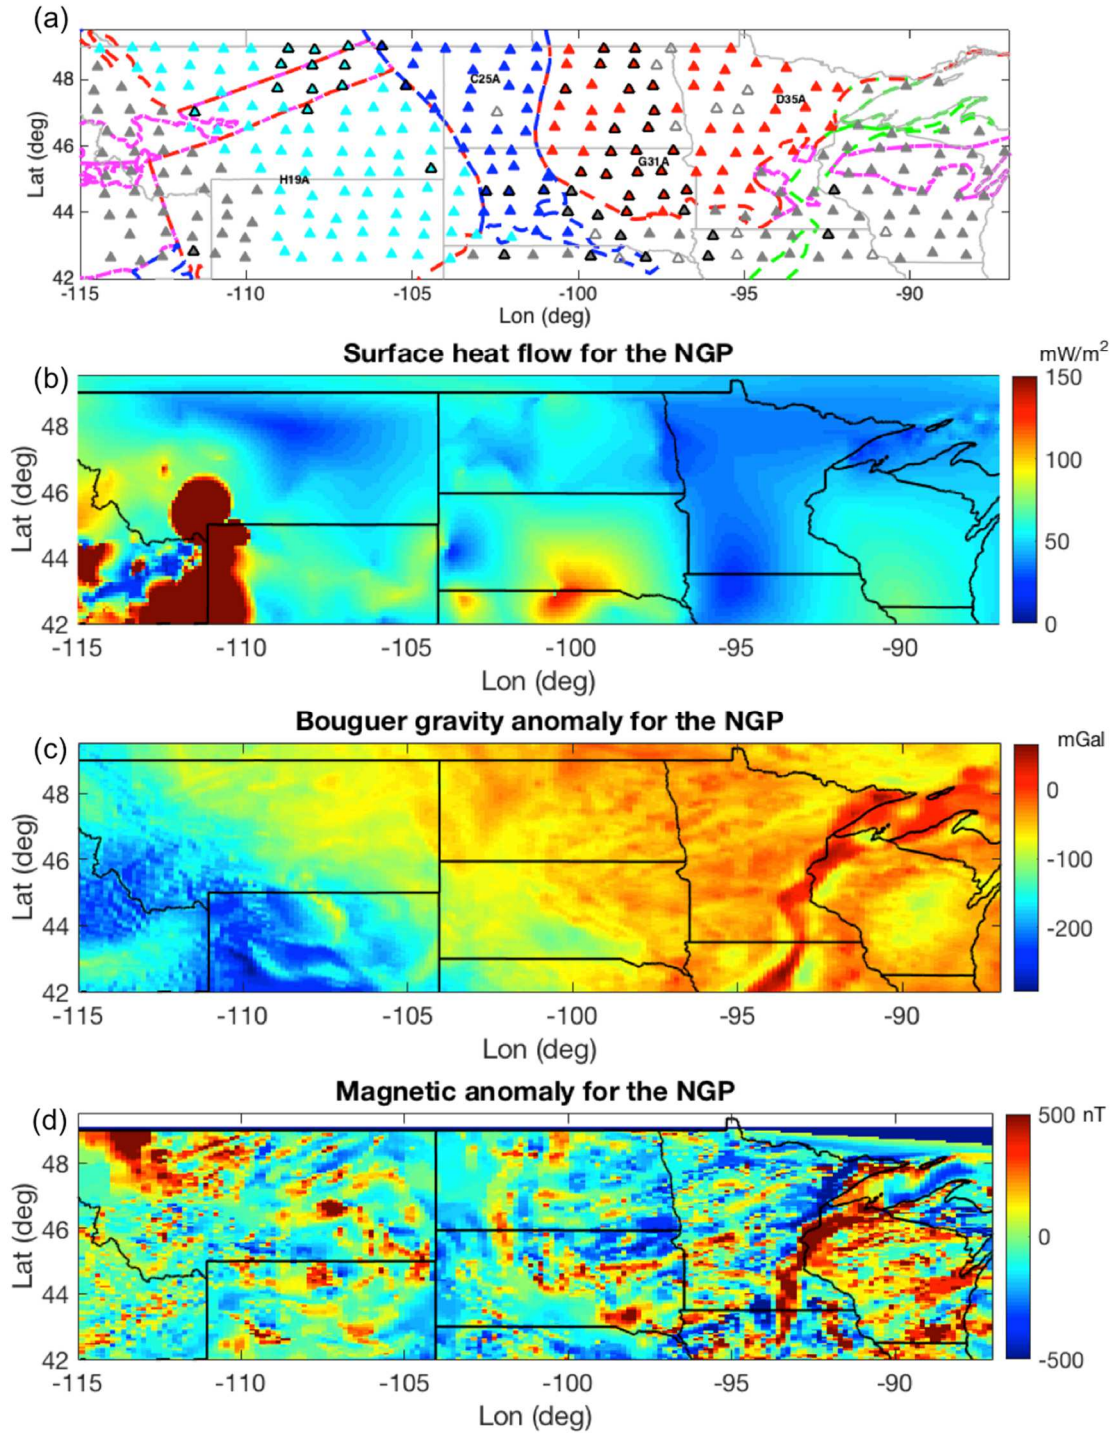 (a)
48
46
44
42
Lat (deg)
C25A
D35A
G31A
H19A
-115 -110 -105 -100 -95 -90
Lon (deg)
Surface heat flow for the NGP
mW/m²
(b)
48
46
44
42
Lat (deg)
150
100
50
0
-115 -110 -105 -100 -95 -90
Lon (deg)
Bouguer gravity anomaly for the NGP
mGal
(c)
48
46
44
42
Lat (deg)
0
-100
-200
-115 -110 -105 -100 -95 -90
Lon (deg)
Magnetic anomaly for the NGP
(d)
48
46
44
42
Lat (deg)
500 nT
0
-500
-115 -110 -105 -100 -95 -90
Lon (deg)